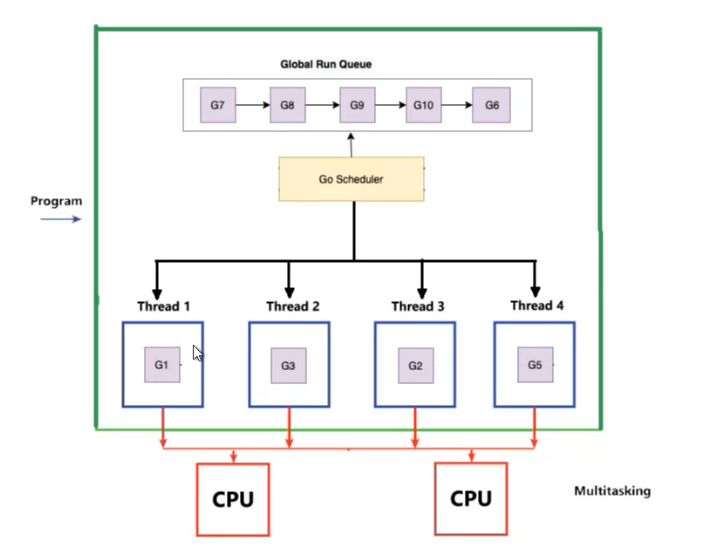 Global Run Queue
G7 G8 G9 G10 G6
Go Scheduler
Program
Thread 1 Thread 2 Thread 3 Thread 4
G1 G3 G2 G5
CPU CPU
Multitasking